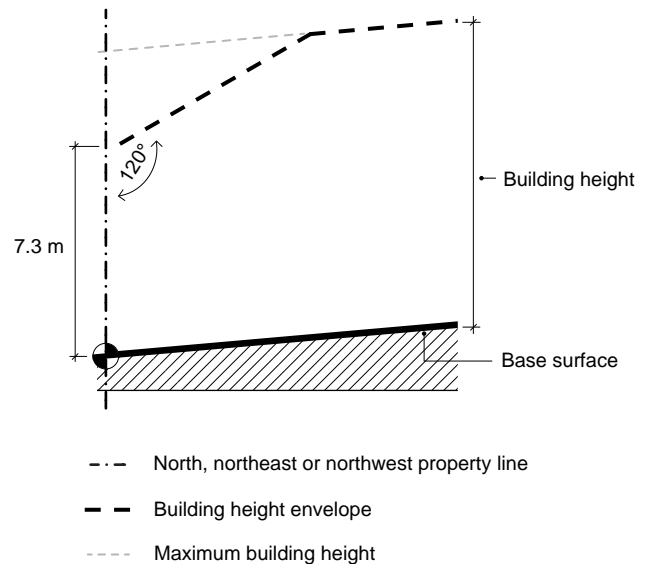 120°
Building height
7.3 m
Base surface
North, northeast or northwest property line
Building height envelope
Maximum building height